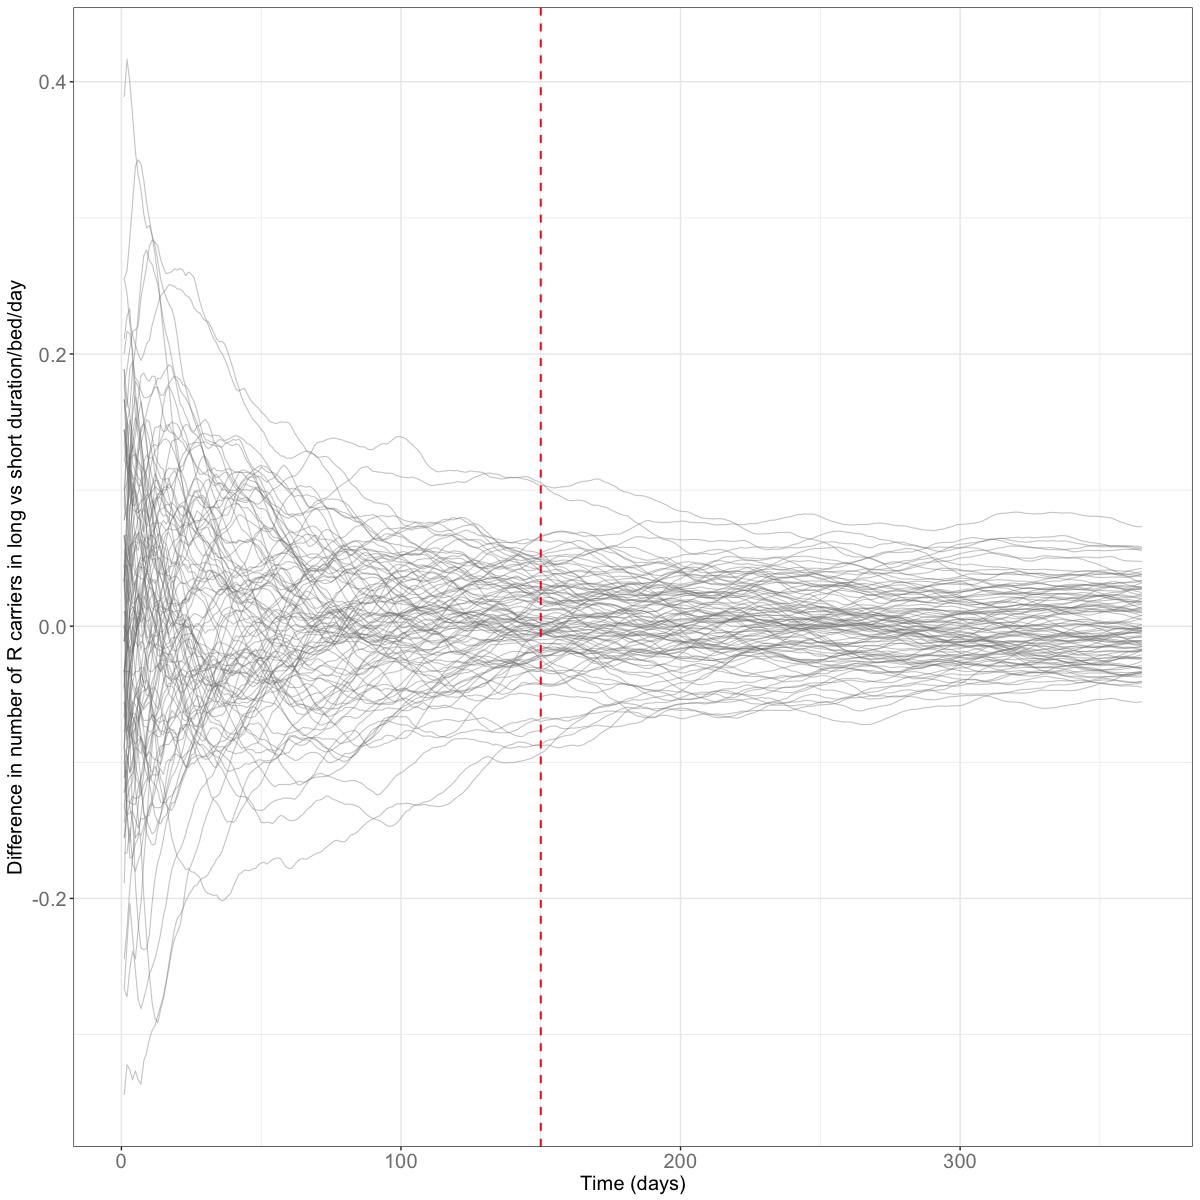 Difference in number of R carriers in long vs short duration/bed/day
0.4
0.2
0.0
-0.2
0 100 200 300
Time (days)